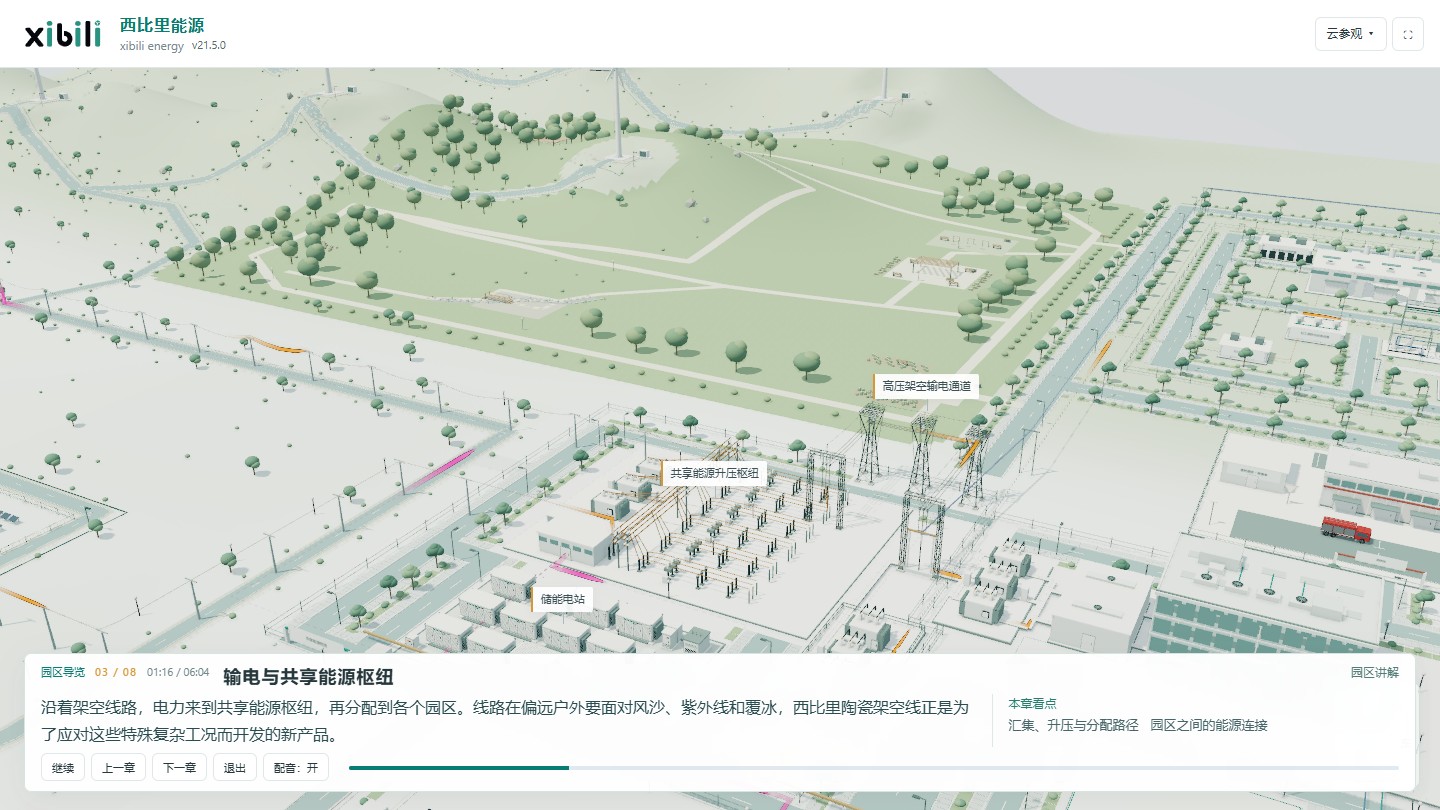 xibili
西比里能源
xibili energy v21.5.0
云参观
高压架空输电通道
共享能源升压枢纽
储能电站
园区导览 03 / 08 01:16 / 06:04 输电与共享能源枢纽
园区讲解
沿着架空线路，电力来到共享能源枢纽，再分配到各个园区。线路在偏远户外要面对风沙、紫外线和覆冰，西比里陶瓷架空线正是为
了应对这些特殊复杂工况而开发的新产品。
本章看点
汇集、升压与分配路径 园区之间的能源连接
继续 上一章 下一章 退出 配音：开